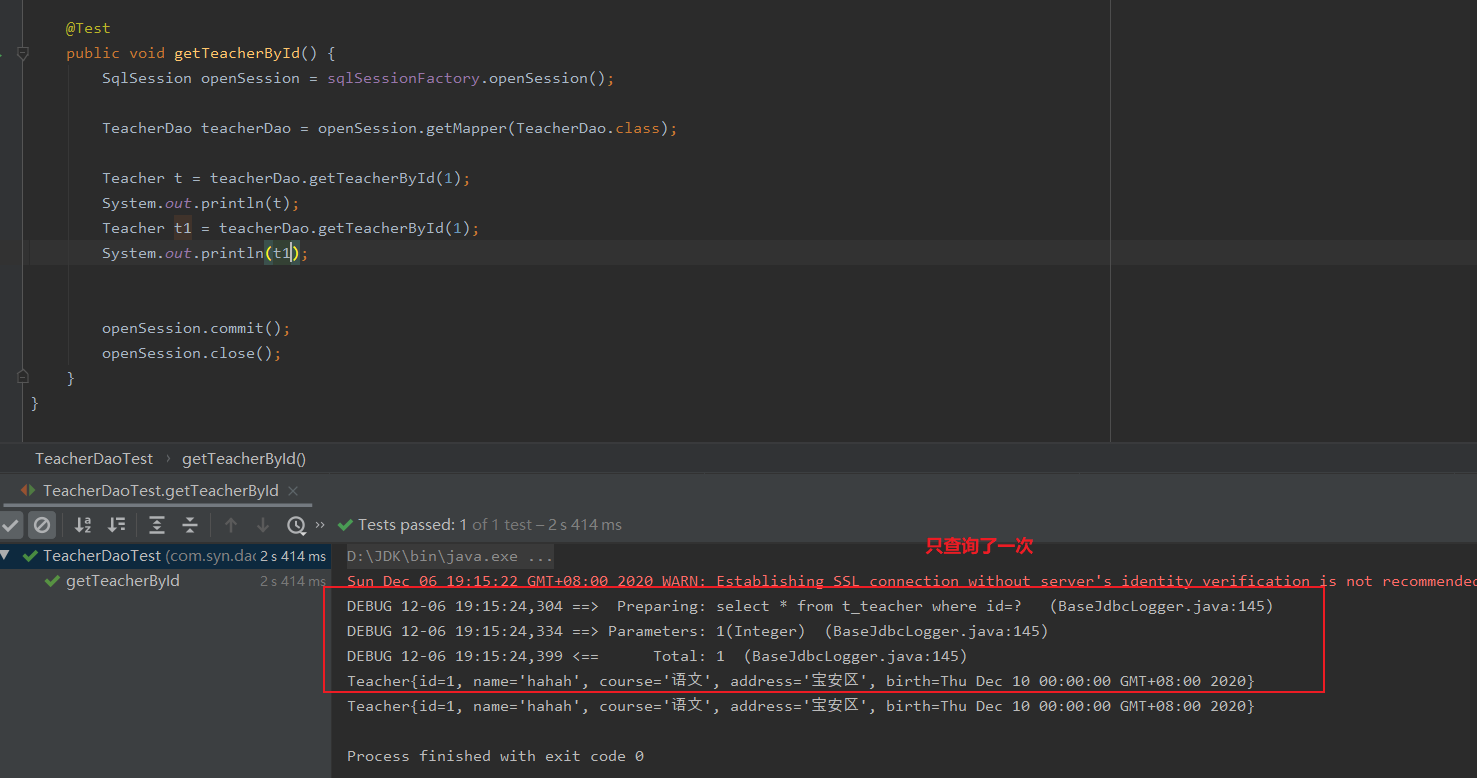 @Test
public void getTeacherById() {
SqlSession openSession = sqlSessionFactory.openSession();
TeacherDao teacherDao = openSession.getMapper(TeacherDao.class);
Teacher t = teacherDao.getTeacherById(1);
System.out.println(t);
Teacher t1 = teacherDao.getTeacherById(1);
System.out.println(t1);
openSession.commit();
openSession.close();
}
}
TeacherDaoTest › getTeacherById()
TeacherDaoTest.getTeacherById ×
» Tests passed: 1 of 1 test – 2 s 414 ms
TeacherDaoTest (com.syn.dao 2 s 414 ms
getTeacherById 2 s 414 ms
D:\JDK\bin\java.exe ...
只查询了一次
Sun Dec 06 19:15:22 GMT+08:00 2020 WARN: Establishing SSL connection without server's identity verification is not recommended
DEBUG 12-06 19:15:24,304 ==>  Preparing: select * from t_teacher where id=?   (BaseJdbcLogger.java:145)
DEBUG 12-06 19:15:24,334 ==> Parameters: 1(Integer)  (BaseJdbcLogger.java:145)
DEBUG 12-06 19:15:24,399 <==      Total: 1  (BaseJdbcLogger.java:145)
Teacher{id=1, name='hahah', course='语文', address='宝安区', birth=Thu Dec 10 00:00:00 GMT+08:00 2020}
Teacher{id=1, name='hahah', course='语文', address='宝安区', birth=Thu Dec 10 00:00:00 GMT+08:00 2020}
Process finished with exit code 0